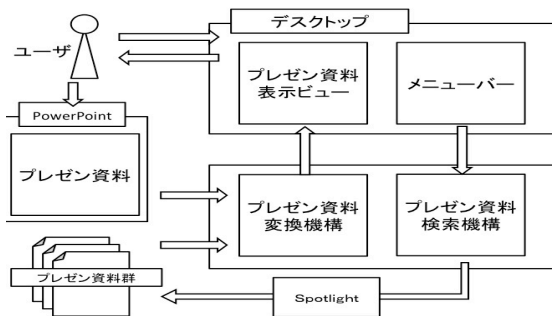 デスクトップ
ユーザ
プレゼン資料
表示ビュー
メニューバー
PowerPoint
プレゼン資料
プレゼン資料
変換機構
プレゼン資料
検索機構
プレゼン資料群
Spotlight